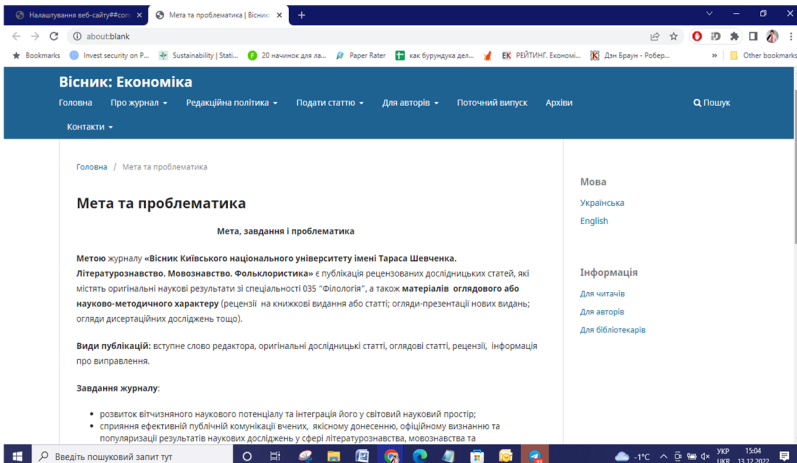 Налаштування веб-сайту##com
Мета та проблематика | Вісник:
about:blank
Bookmarks
Invest security on P...
Sustainability | Stati...
20 начинок для ла...
Paper Rater
как бурундука дел...
РЕЙТИНГ. Економі...
Дэн Браун - Робер...
»
Other bookmarks
Вісник: Економіка
Головна Про журнал Редакційна політика Подати статтю Для авторів Поточний випуск Архіви Пошук
Контакти
Головна / Мета та проблематика
Мета та проблематика
Мета, завдання і проблематика
Метою журналу «Вісник Київського національного університету імені Тараса Шевченка.
Літературознавство. Мовознавство. Фольклористика» є публікація рецензованих дослідницьких статей, які
містять оригінальні наукові результати зі спеціальності 035 "Філологія", а також матеріалів оглядового або
науково-методичного характеру (рецензії на книжкові видання або статті; огляди-презентації нових видань;
огляди дисертаційних досліджень тощо).
Види публікацій: вступне слово редактора, оригінальні дослідницькі статті, оглядові статті, рецензії, інформація
про виправлення.
Завдання журналу:
• розвиток вітчизняного наукового потенціалу та інтеграція його у світовий науковий простір;
• сприяння ефективній публічній комунікації вчених, якісному донесенню, офіційному визнанню та
популяризації результатів наукових досліджень у сфері літературознавства, мовознавства та
Мова
Українська
English
Інформація
Для читачів
Для авторів
Для бібліотекарів
Введіть пошуковий запит тут
-1°C
УКР 15:04
UKR 13.12.2022